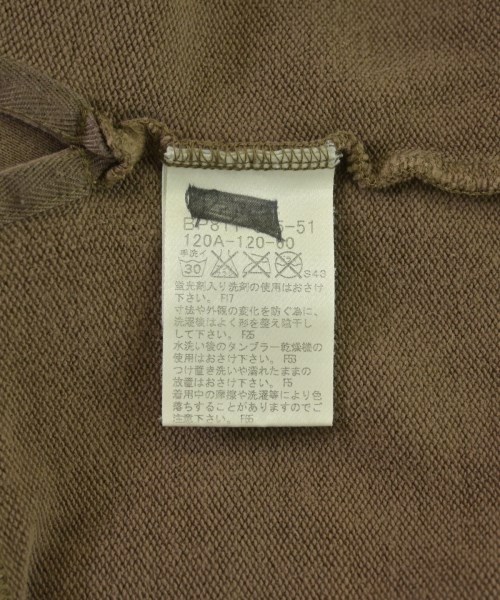 -51
120A-120-60
手洗イ
30
S43
蛍光剤入り洗剤の使用はおさけ
下さい。F17
寸法や外観の変化を防ぐ為に、
洗濯後はよく形を整え陰干し
して下さい。F25
水洗い後のタンブラー乾燥機の
使用はおさけ下さい。F53
つけ置き洗いや濡れたままの
放置はおさけ下さい。F5
着用中の摩擦や洗濯等により色
落ちすることがありますのでご
注意下さい。F35